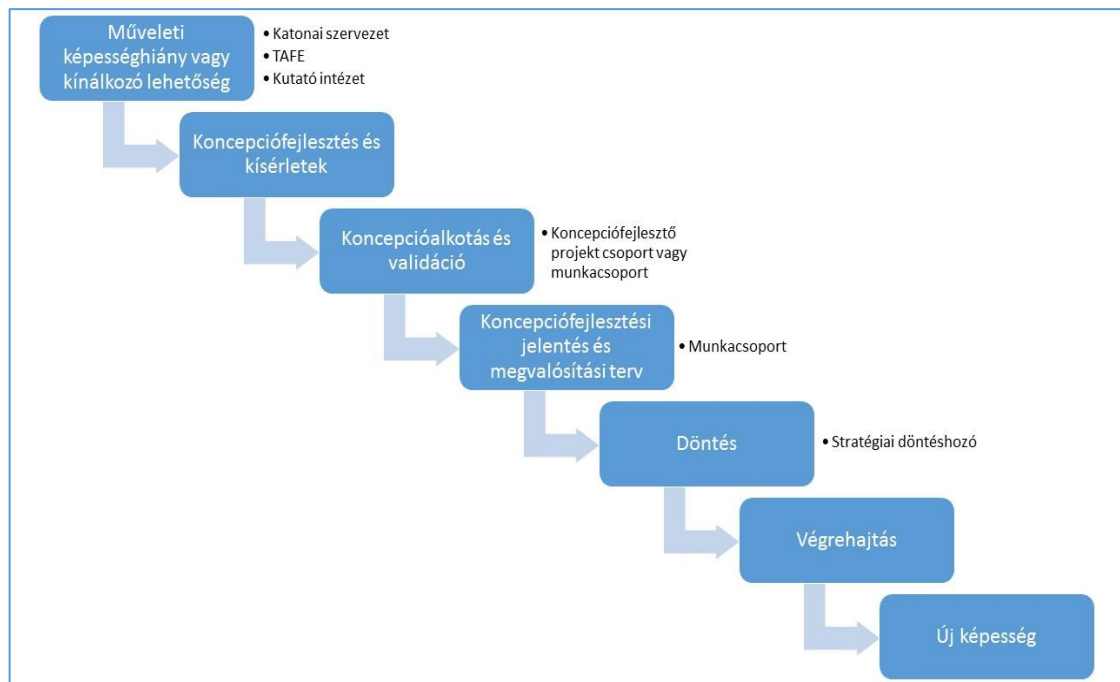 Műveleti
képességhiány vagy
kínálkozó lehetőség
• Katonai szervezet
• TAFE
• Kutató intézet
Koncepciófejlesztés és
kísérletek
Koncepcióalkotás és
validáció
• Koncepciófejlesztő
projekt csoport vagy
munkacsoport
Koncepciófejlesztési
jelentés és
megvalósítási terv
• Munkacsoport
Döntés
• Stratégiai döntéshozó
Végrehajtás
Új képesség